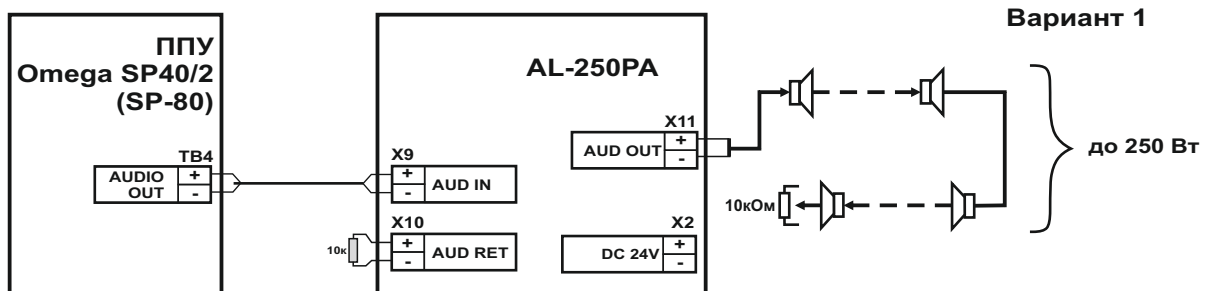 Вариант 1
ППУ
Omega SP40/2
(SP-80)
TB4
AUDIO
OUT
+
-
AL-250PA
X9
+
-
AUD IN
X10
10к
+
-
AUD RET
X11
AUD OUT
+
-
X2
DC 24V
+
-
10кОм
до 250 Вт